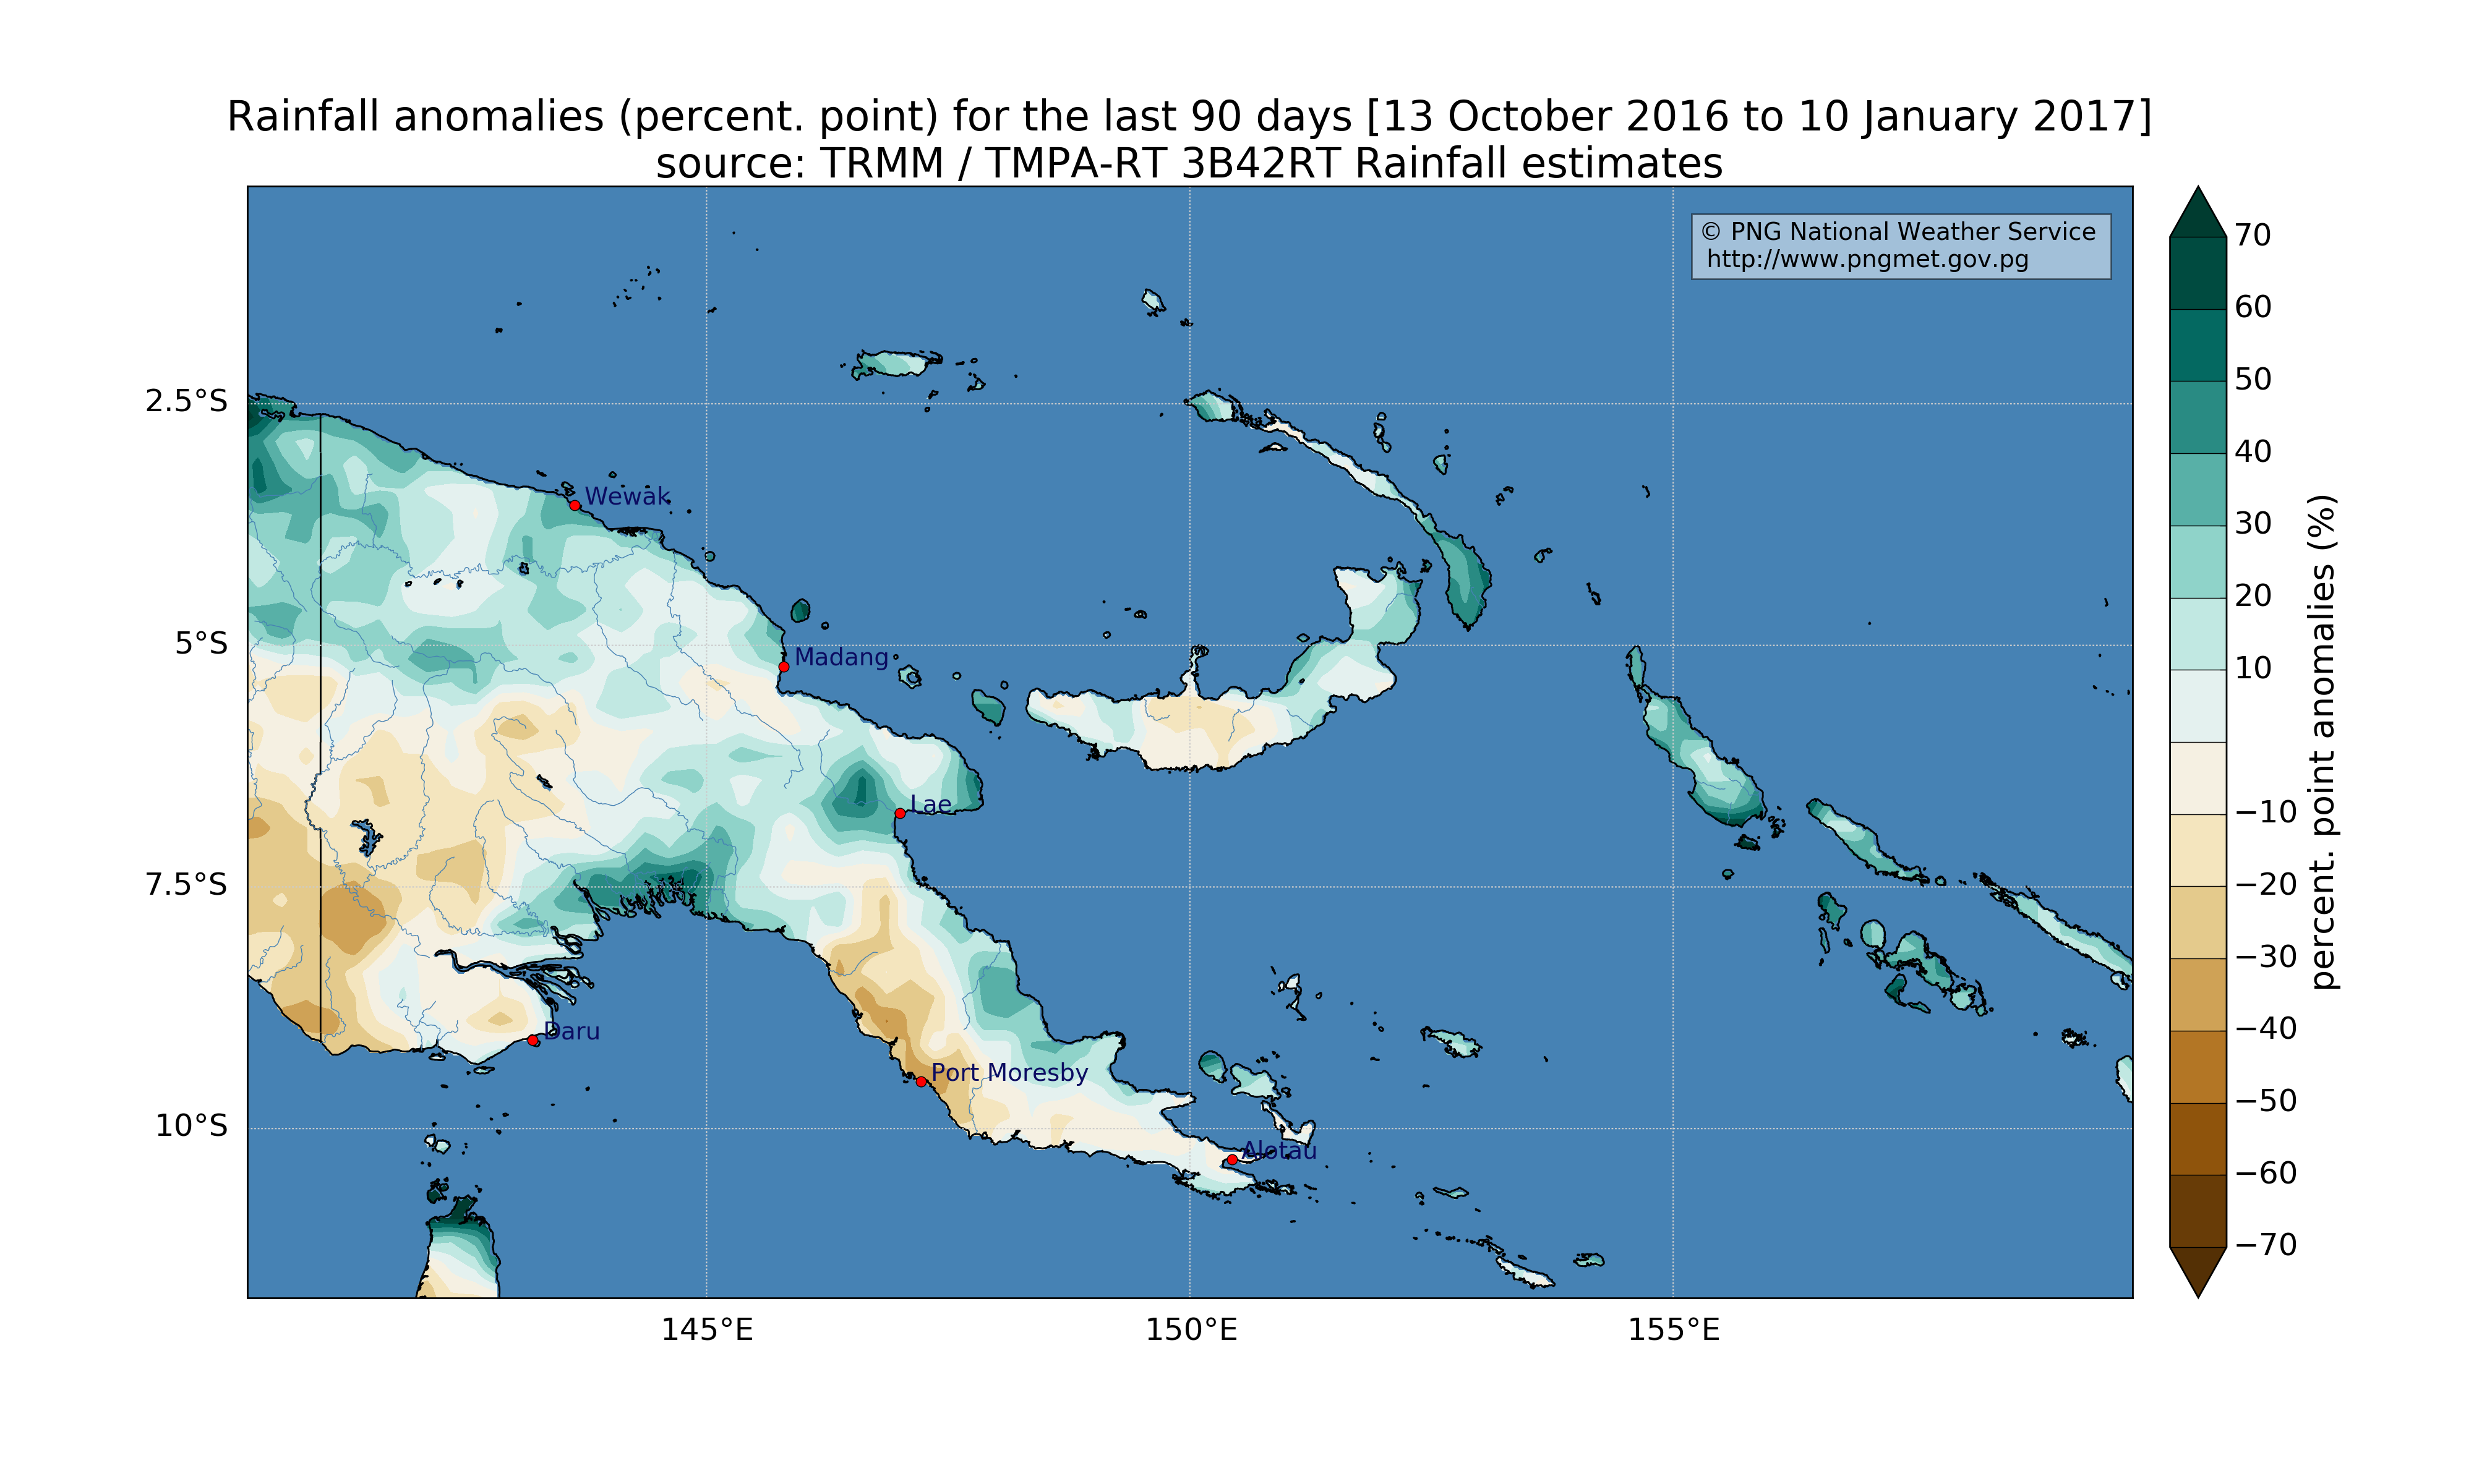 Rainfall anomalies (percent. point) for the last 90 days [13 October 2016 to 10 January 2017]
source: TRMM / TMPA-RT 3B42RT Rainfall estimates
© PNG National Weather Service
http://www.pngmet.gov.pg
2.5°S
5°S
7.5°S
10°S
145°E
150°E
155°E
Wewak
Madang
Lae
Daru
Port Moresby
Alotau
70
60
50
40
30
20
10
−10
−20
−30
−40
−50
−60
−70
percent. point anomalies (%)